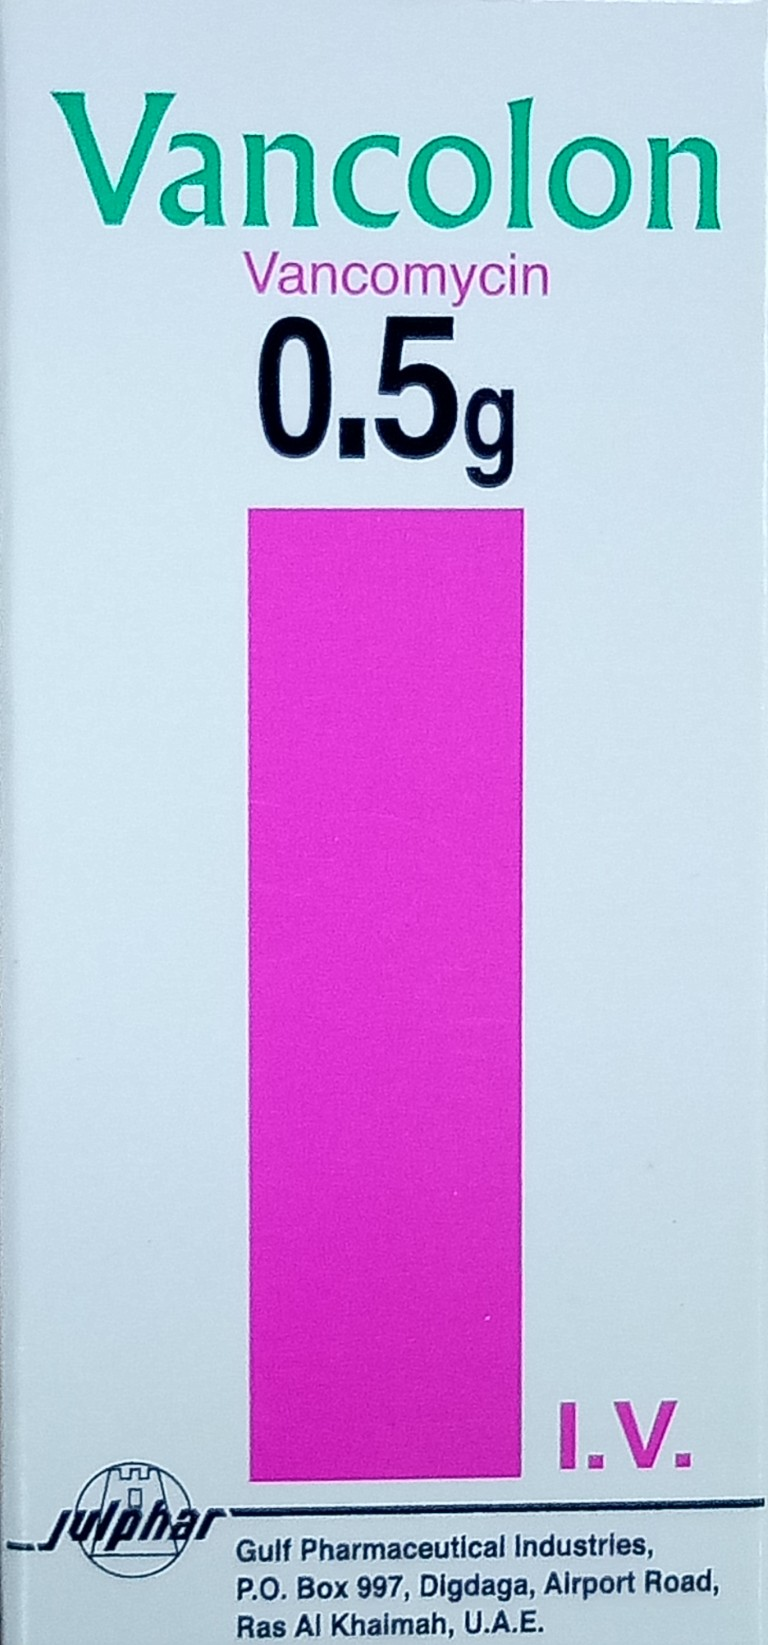 Vancolon
Vancomycin
0.5g
I.V.
julphar
Gulf Pharmaceutical Industries,
P.O. Box 997, Digdaga, Airport Road,
Ras Al Khaimah, U.A.E.